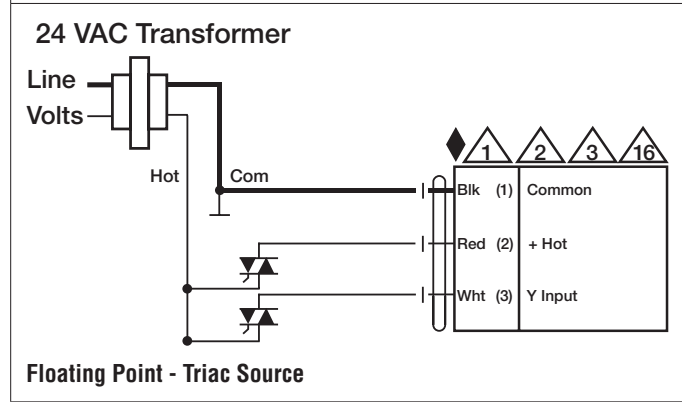 24 VAC Transformer
Line
Volts
Hot
Com
1 2 3 16
Blk (1) Common
Red (2) + Hot
Wht (3) Y Input
Floating Point - Triac Source